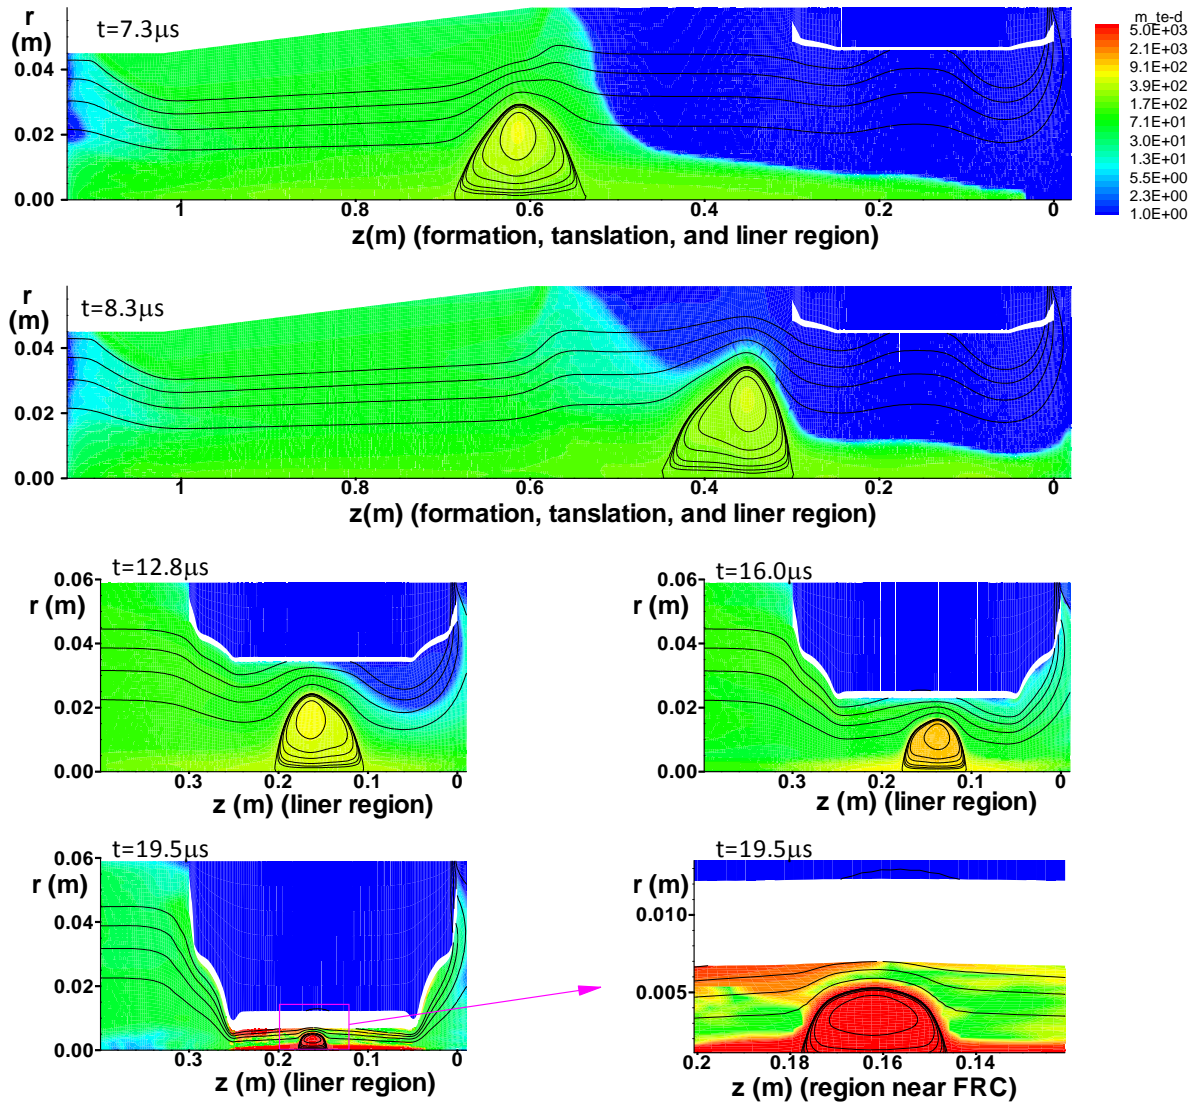 r
(m)
t=7.3μs
0.04
0.02
0.00
1
0.8
0.6
0.4
0.2
0
z(m) (formation, tanslation, and liner region)
m_te-d
5.0E+03
2.1E+03
9.1E+02
3.9E+02
1.7E+02
7.1E+01
3.0E+01
1.3E+01
5.5E+00
2.3E+00
1.0E+00
r
(m)
t=8.3μs
0.04
0.02
0.00
1
0.8
0.6
0.4
0.2
0
z(m) (formation, tanslation, and liner region)
t=12.8μs
0.06
r (m)
0.04
0.02
0.00
0.3
0.2
0.1
0
z (m) (liner region)
t=16.0μs
0.06
r (m)
0.04
0.02
0.00
0.3
0.2
0.1
0
z (m) (liner region)
t=19.5μs
0.06
r (m)
0.04
0.02
0.00
0.3
0.2
0.1
0
z (m) (liner region)
t=19.5μs
r (m)
0.010
0.005
0.2
0.18
0.16
0.14
z (m) (region near FRC)